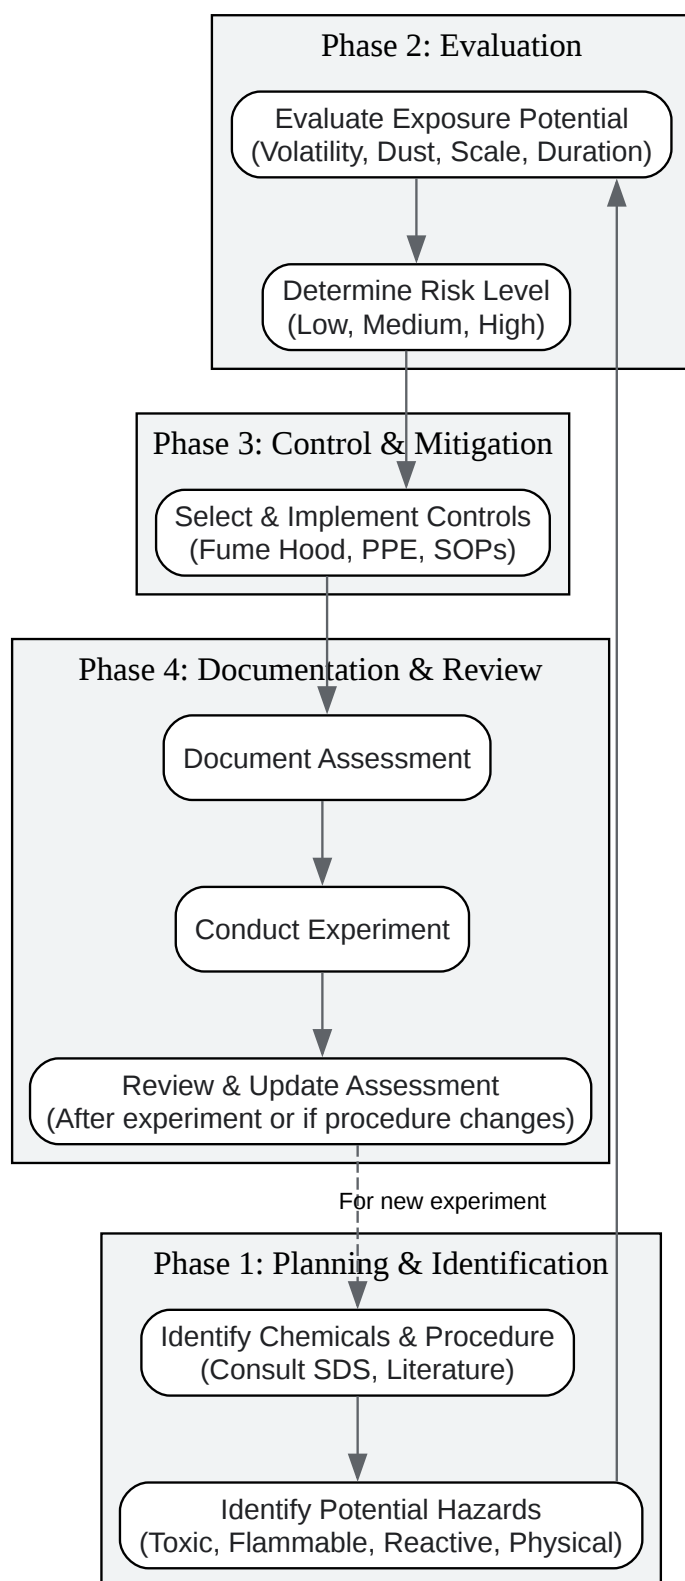 Phase 2: Evaluation
Evaluate Exposure Potential
(Volatility, Dust, Scale, Duration)
Determine Risk Level
(Low, Medium, High)
Phase 3: Control & Mitigation
Select & Implement Controls
(Fume Hood, PPE, SOPs)
Phase 4: Documentation & Review
Document Assessment
Conduct Experiment
Review & Update Assessment
(After experiment or if procedure changes)
For new experiment
Phase 1: Planning & Identification
Identify Chemicals & Procedure
(Consult SDS, Literature)
Identify Potential Hazards
(Toxic, Flammable, Reactive, Physical)